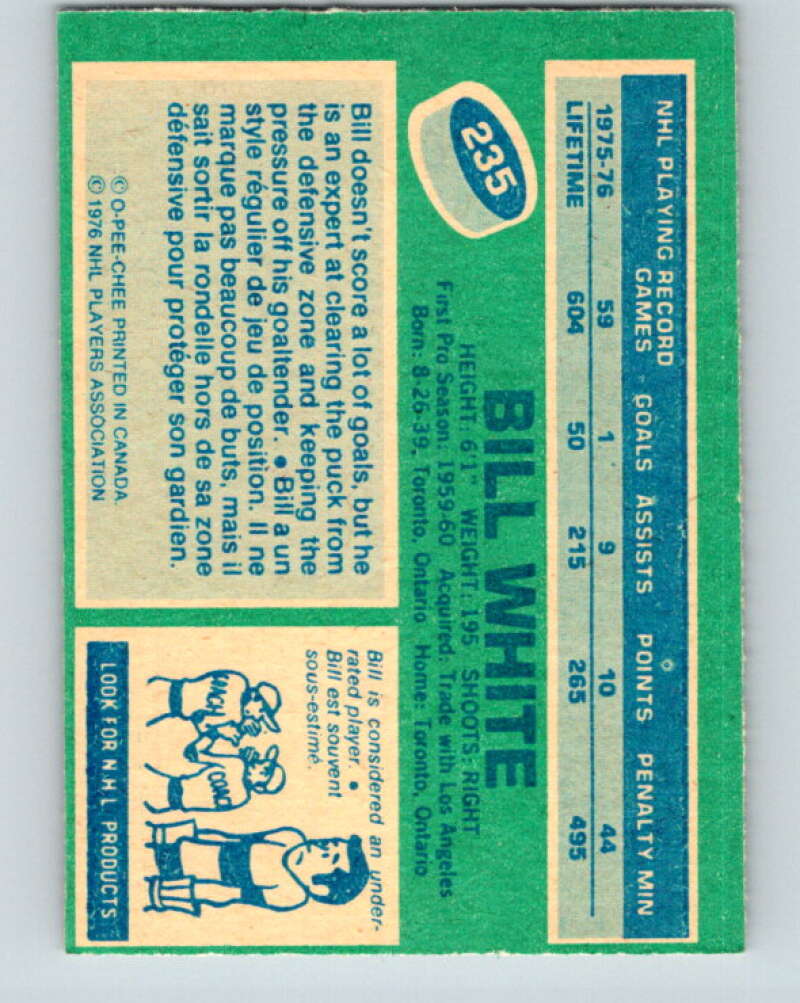 NHL PLAYING RECORD
GAMES GOALS ASSISTS POINTS PENALTY MIN
1975-76 59 1 9 10 44
LIFETIME 604 50 215 265 495
235
BILL WHITE
HEIGHT: 6'1" WEIGHT: 195 SHOOTS: RIGHT
First Pro Season: 1959-60 Acquired: Trade with Los Angeles
Born: 8-26-39, Toronto, Ontario Home: Toronto, Ontario
Bill doesn't score a lot of goals, but he
is an expert at clearing the puck from
the defensive zone and keeping the
pressure off his goaltender. • Bill a un
style régulier de jeu de position. Il ne
marque pas beaucoup de buts, mais il
sait sortir la rondelle hors de sa zone
défensive pour protéger son gardien.
© O-PEE-CHEE PRINTED IN CANADA.
© 1976 NHL PLAYERS ASSOCIATION
Bill is considered an under-
rated player. •
Bill est souvent
sous-estimé.
COACH
COACH
LOOK FOR N.H.L PRODUCTS